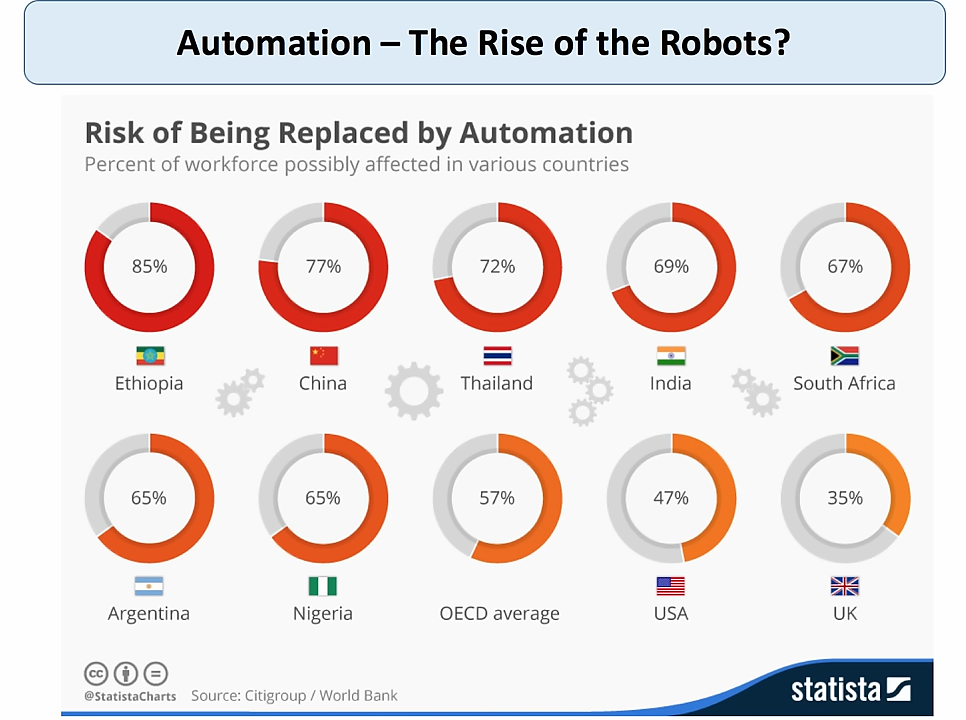 Automation – The Rise of the Robots?
Risk of Being Replaced by Automation
Percent of workforce possibly affected in various countries
85%
77%
72%
69%
67%
Ethiopia
China
Thailand
India
South Africa
65%
65%
57%
47%
35%
Argentina
Nigeria
OECD average
USA
UK
cc
@StatistaCharts Source: Citigroup / World Bank
statista